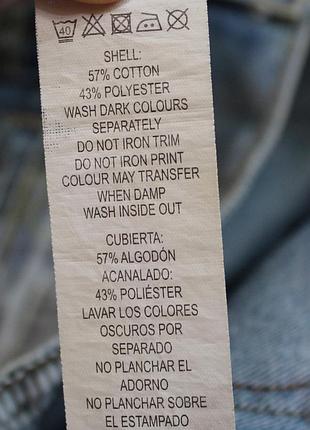 40
SHELL:
57% COTTON
43% POLYESTER
WASH DARK COLOURS
SEPARATELY
DO NOT IRON TRIM
DO NOT IRON PRINT
COLOUR MAY TRANSFER
WHEN DAMP
WASH INSIDE OUT
CUBIERTA:
57% ALGODÓN
ACANALADO:
43% POLIÉSTER
LAVAR LOS COLORES
OSCUROS POR
SEPARADO
NO PLANCHAR EL
ADORNO
NO PLANCHAR SOBRE
EL ESTAMPADO